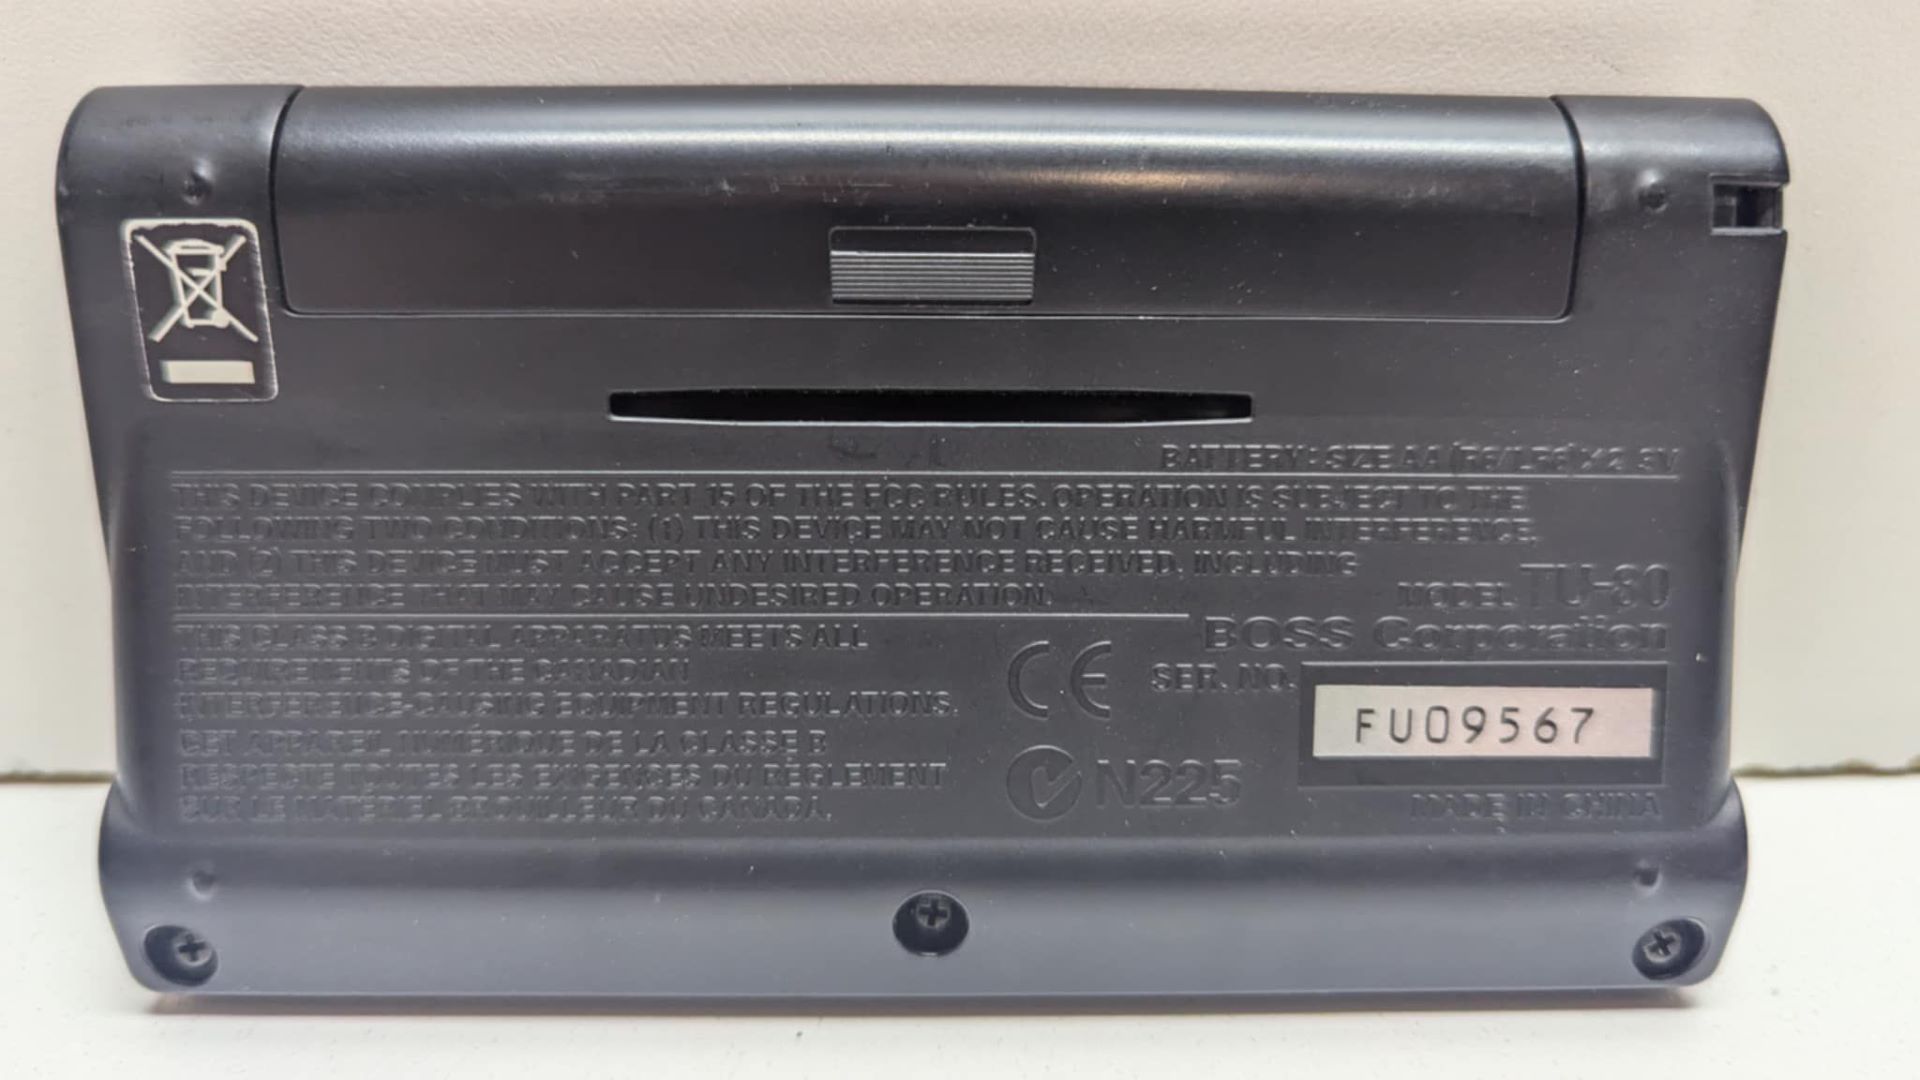 BATTERY: SIZE AA (R6/LR6) x 2 3V
THIS DEVICE COMPLIES WITH PART 15 OF THE FCC RULES. OPERATION IS SUBJECT TO THE
FOLLOWING TWO CONDITIONS: (1) THIS DEVICE MAY NOT CAUSE HARMFUL INTERFERENCE,
AND (2) THIS DEVICE MUST ACCEPT ANY INTERFERENCE RECEIVED, INCLUDING
INTERFERENCE THAT MAY CAUSE UNDESIRED OPERATION.
MODEL TU-80
BOSS Corporation
THIS CLASS B DIGITAL APPARATUS MEETS ALL
REQUIREMENTS OF THE CANADIAN
INTERFERENCE-CAUSING EQUIPMENT REGULATIONS.
CET APPAREIL NUMÉRIQUE DE LA CLASSE B
RESPECTE TOUTES LES EXIGENCES DU RÈGLEMENT
SUR LE MATÉRIEL BROUILLEUR DU CANADA.
CE
N225
SER. NO.
FU09567
MADE IN CHINA